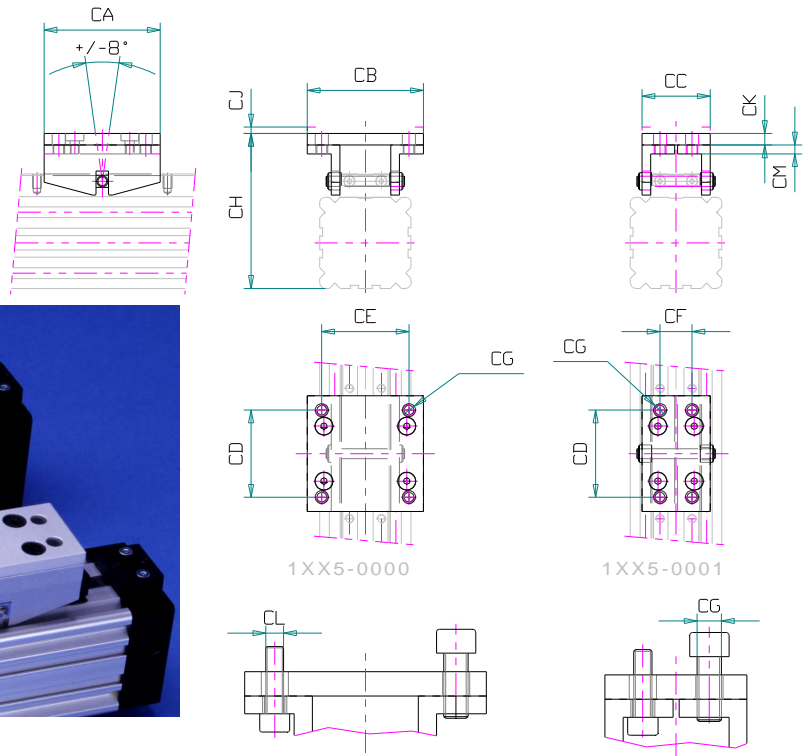 CA
+/-8°
CJ
CB
CC
CK
CH
CM
CE
CG
CF
CG
CD
CD
1XX5-0000
1XX5-0001
CL
CG